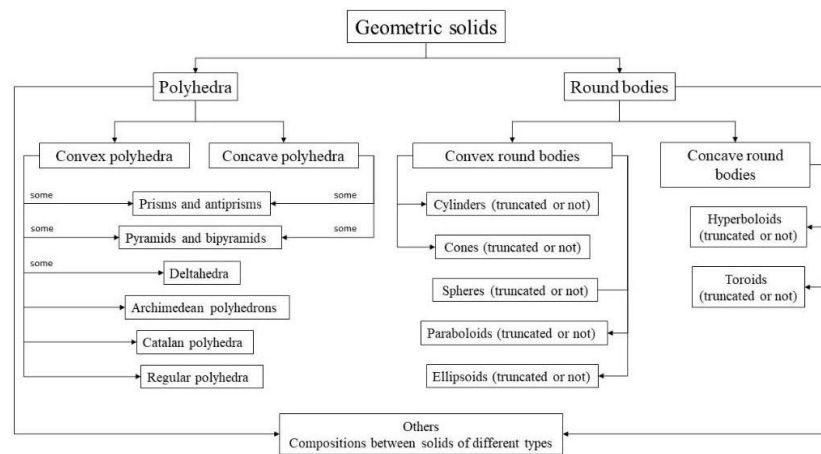 Geometric solids
Polyhedra
Round bodies
Convex polyhedra
Concave polyhedra
Convex round bodies
Concave round
bodies
some
some
Prisms and antiprisms
some
some
Pyramids and bipyramids
some
Deltahedra
Archimedean polyhedrons
Catalan polyhedra
Regular polyhedra
Cylinders (truncated or not)
Cones (truncated or not)
Spheres (truncated or not)
Paraboloids (truncated or not)
Ellipsoids (truncated or not)
Hyperboloids
(truncated or not)
Toroids
(truncated or not)
Others
Compositions between solids of different types